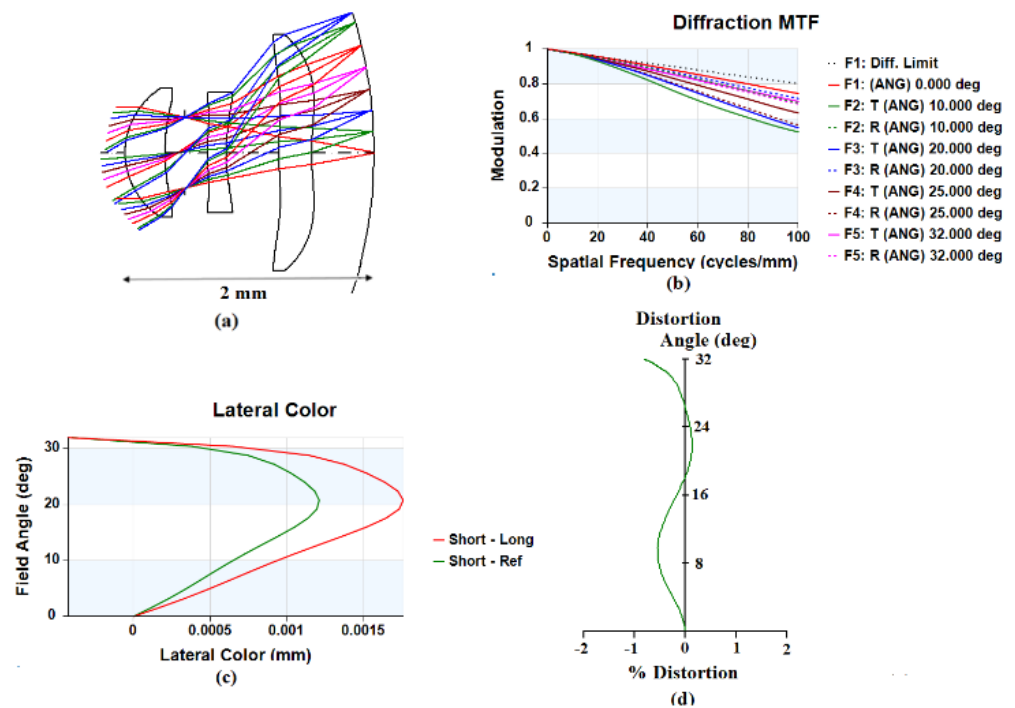 2 mm
(a)
Diffraction MTF
Modulation
1
0.8
0.6
0.4
0.2
0
0 20 40 60 80 100
Spatial Frequency (cycles/mm)
F1: Diff. Limit
F1: (ANG) 0.000 deg
F2: T (ANG) 10.000 deg
F2: R (ANG) 10.000 deg
F3: T (ANG) 20.000 deg
F3: R (ANG) 20.000 deg
F4: T (ANG) 25.000 deg
F4: R (ANG) 25.000 deg
F5: T (ANG) 32.000 deg
F5: R (ANG) 32.000 deg
(b)
Lateral Color
Field Angle (deg)
30
20
10
0
0 0.0005 0.001 0.0015
Lateral Color (mm)
Short - Long
Short - Ref
(c)
Distortion
Angle (deg)
32
24
16
8
-2 -1 0 1 2
% Distortion
(d)